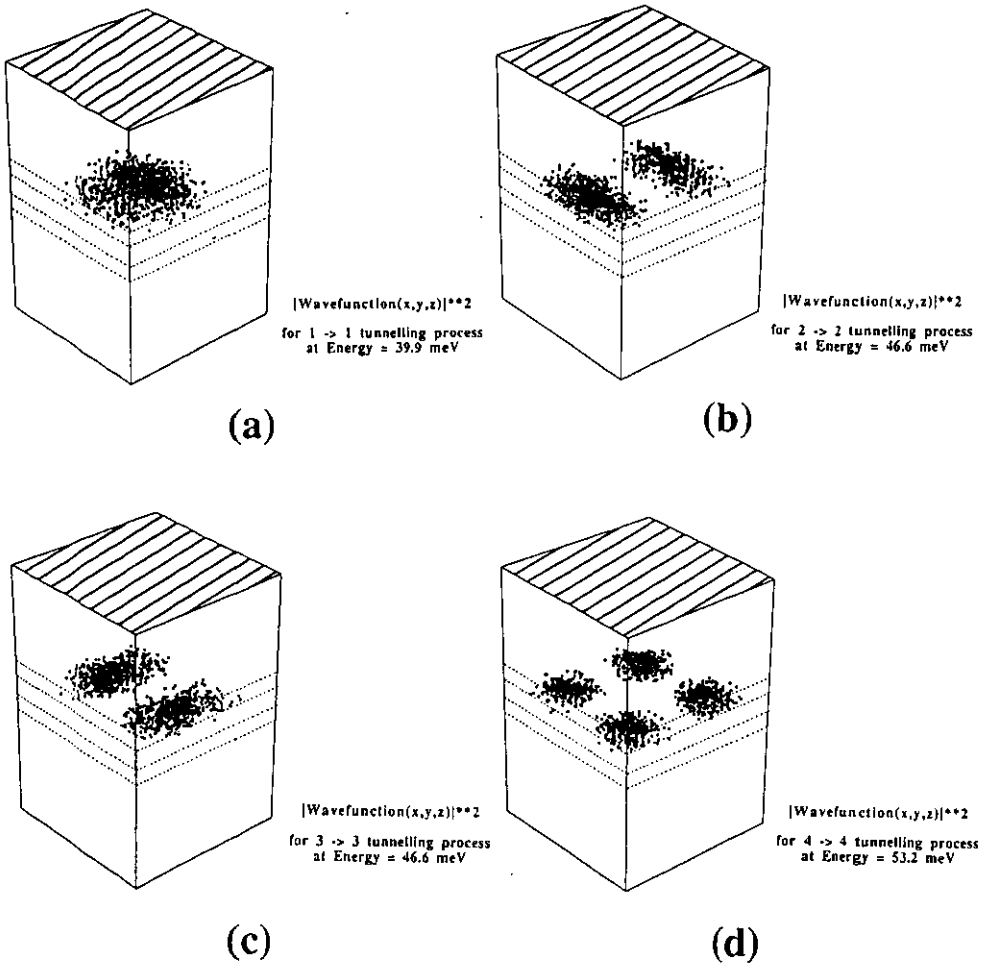 |Wavefunction(x,y,z)|**2
for 1 -> 1 tunnelling process
at Energy = 39.9 meV
(a)
|Wavefunction(x,y,z)|**2
for 2 -> 2 tunnelling process
at Energy = 46.6 meV
(b)
|Wavefunction(x,y,z)|**2
for 3 -> 3 tunnelling process
at Energy = 46.6 meV
(c)
|Wavefunction(x,y,z)|**2
for 4 -> 4 tunnelling process
at Energy = 53.2 meV
(d)